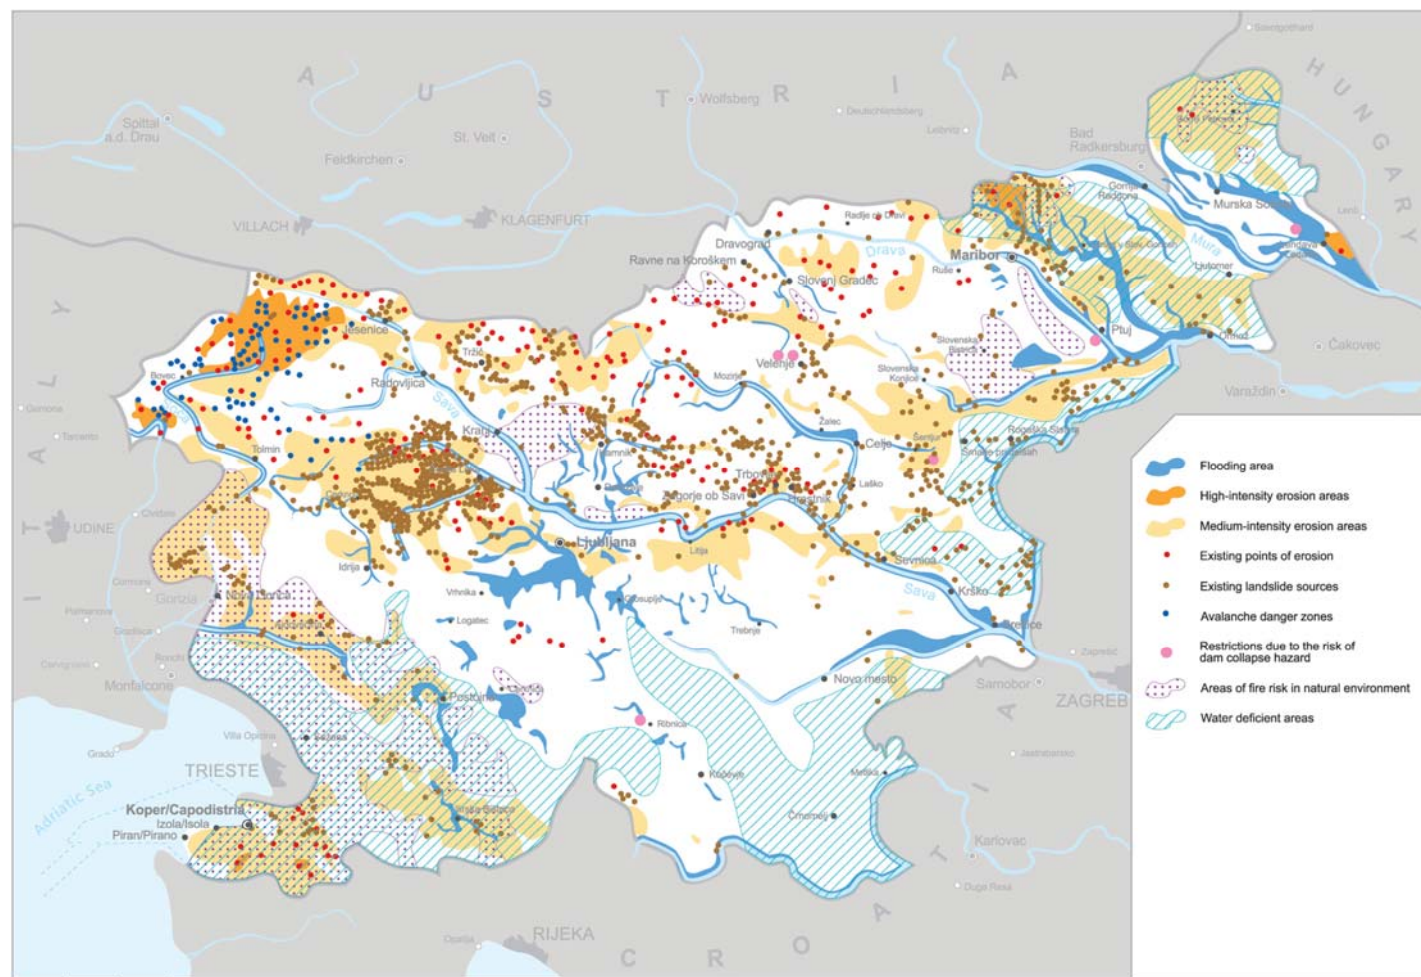 Szentgotthard
HUNGARY
AUSTRIA
Wolfsberg
Deutschlandsberg
Leibnitz
Spittal
a.d. Drau
St. Veit
Feldkirchen
Bad
Radkersburg
Gornja
Radgona
Murska Sobota
Lenti
VILLACH
KLAGENFURT
Radlje ob Dravi
Dravograd
Ravne na Koroškem
Drava
Maribor
Ruše
Mura
Ljutomer
Lendava
Slovenj Gradec
Jesenice
Tržič
Ptuj
Ormož
Čakovec
Slovenska
Bistrica
Bovec
Radovljica
Velenje
Mozirje
Slovenske
Konjice
Varaždin
ITALY
Gemona
Tarcento
Sava
Kranj
Žalec
Celje
Šentjur
Rogaška Slatina
Tolmin
Kamnik
Trbovlje
Laško
Zagorje ob Savi
Hrastnik
Cividale
UDINE
Ljubljana
Litija
Sevnica
Idrija
Cormons
Gorizia
Nova Gorica
Vrhnika
Grosuplje
Sava
Krško
Palmanova
Logatec
Trebnje
Brežice
Zaprešić
Monfalcone
Postojna
Cerknica
Novo mesto
Samobor
ZAGREB
Villa Opicina
Sežana
Ribnica
Grado
TRIESTE
Jastrebarsko
Kočevje
Metlika
Adriatic Sea
Koper/Capodistria
Izola/Isola
Piran/Pirano
Ilirska Bistrica
Črnomelj
Karlovac
Duga Resa
Opatija
RIJEKA
CROATIA
Flooding area
High-intensity erosion areas
Medium-intensity erosion areas
Existing points of erosion
Existing landslide sources
Avalanche danger zones
Restrictions due to the risk of
dam collapse hazard
Areas of fire risk in natural environment
Water deficient areas